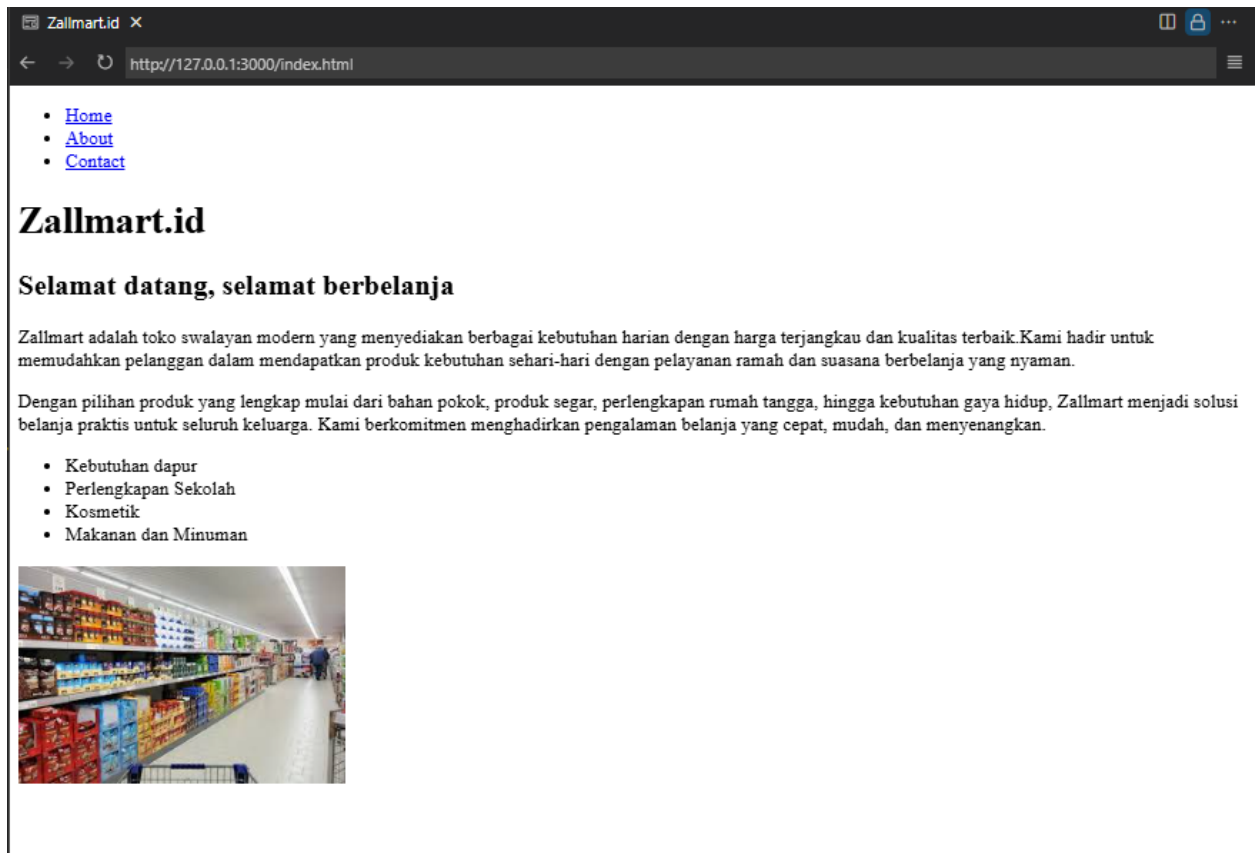 Zallmart.id
http://127.0.0.1:3000/index.html
Home
About
Contact
Zallmart.id
Selamat datang, selamat berbelanja
Zallmart adalah toko swalayan modern yang menyediakan berbagai kebutuhan harian dengan harga terjangkau dan kualitas terbaik.Kami hadir untuk
memudahkan pelanggan dalam mendapatkan produk kebutuhan sehari-hari dengan pelayanan ramah dan suasana berbelanja yang nyaman.
Dengan pilihan produk yang lengkap mulai dari bahan pokok, produk segar, perlengkapan rumah tangga, hingga kebutuhan gaya hidup, Zallmart menjadi solusi
belanja praktis untuk seluruh keluarga. Kami berkomitmen menghadirkan pengalaman belanja yang cepat, mudah, dan menyenangkan.
Kebutuhan dapur
Perlengkapan Sekolah
Kosmetik
Makanan dan Minuman